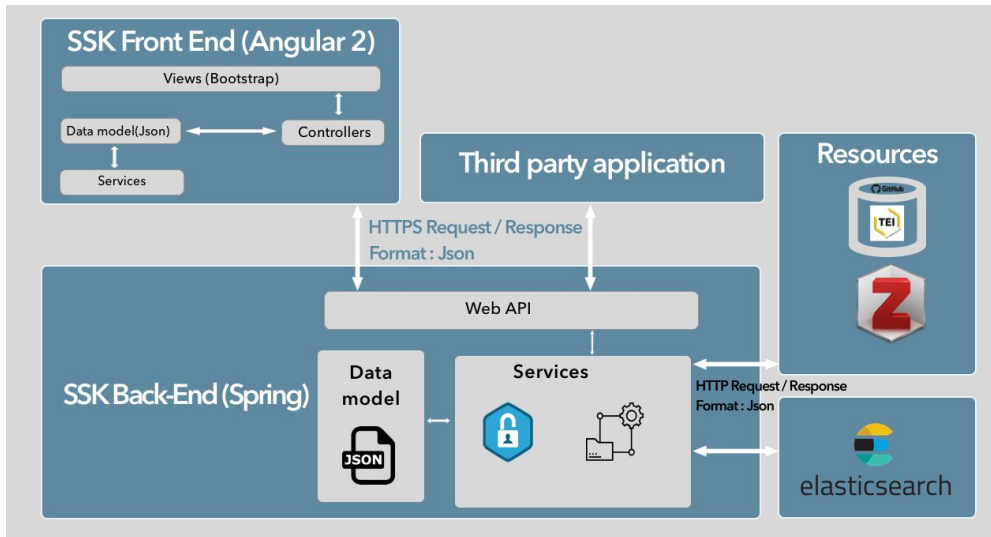 SSK Front End (Angular 2)
Views (Bootstrap)
Data model(Json)
Controllers
Services
Third party application
Resources
GitHub
TEI
Z
HTTPS Request / Response
Format : Json
Web API
SSK Back-End (Spring)
Data
model
JSON
Services
HTTP Request / Response
Format : Json
elasticsearch